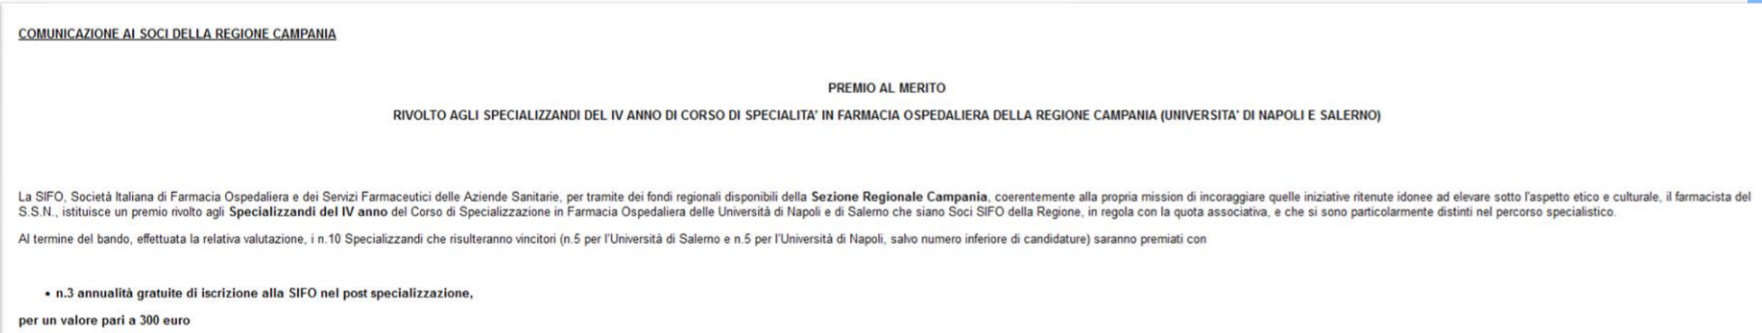 COMUNICAZIONE AI SOCI DELLA REGIONE CAMPANIA
PREMIO AL MERITO
RIVOLTO AGLI SPECIALIZZANDI DEL IV ANNO DI CORSO DI SPECIALITA' IN FARMACIA OSPEDALIERA DELLA REGIONE CAMPANIA (UNIVERSITA' DI NAPOLI E SALERNO)
La SIFO, Società Italiana di Farmacia Ospedaliera e dei Servizi Farmaceutici delle Aziende Sanitarie, per tramite dei fondi regionali disponibili della Sezione Regionale Campania, coerentemente alla propria mission di incoraggiare quelle iniziative ritenute idonee ad elevare sotto l'aspetto etico e culturale, il farmacista del
S.S.N., istituisce un premio rivolto agli Specializzandi del IV anno del Corso di Specializzazione in Farmacia Ospedaliera delle Università di Napoli e di Salerno che siano Soci SIFO della Regione, in regola con la quota associativa, e che si sono particolarmente distinti nel percorso specialistico.
Al termine del bando, effettuata la relativa valutazione, i n.10 Specializzandi che risulteranno vincitori (n.5 per l'Università di Salerno e n.5 per l'Università di Napoli, salvo numero inferiore di candidature) saranno premiati con
• n.3 annualità gratuite di iscrizione alla SIFO nel post specializzazione,
per un valore pari a 300 euro